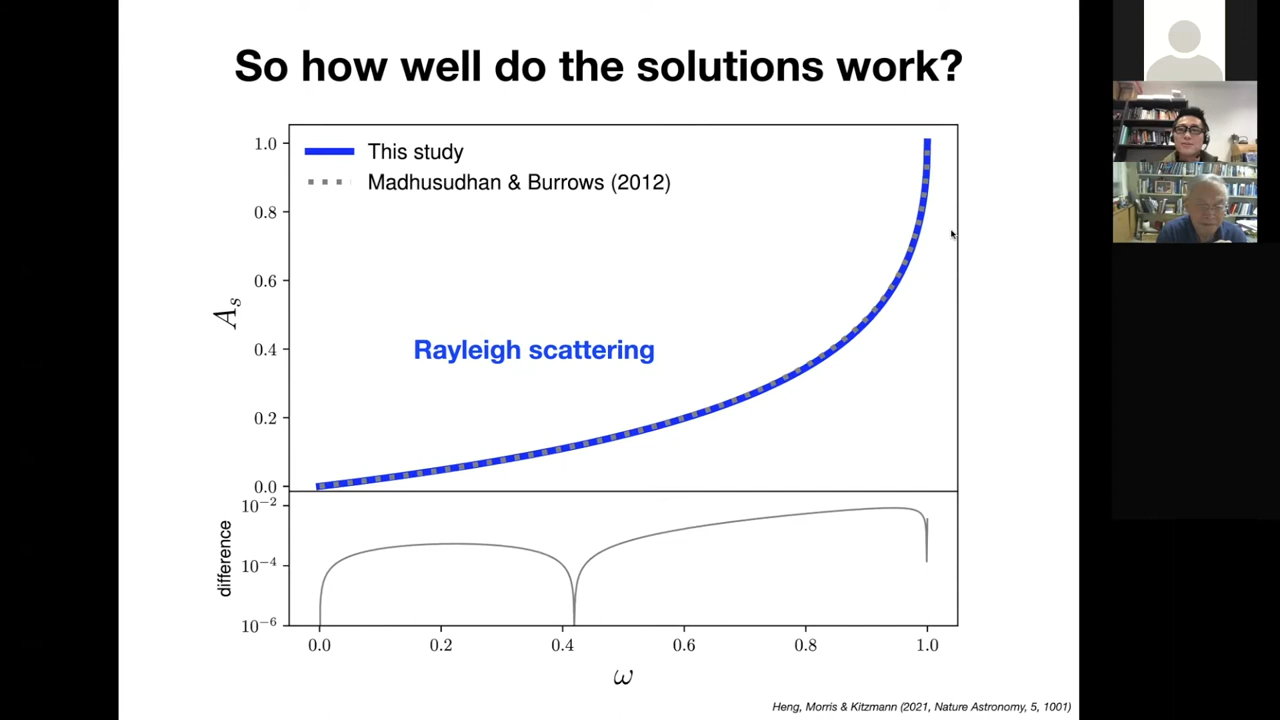 So how well do the solutions work?
This study
Madhusudhan & Burrows (2012)
1.0
0.8
0.6
0.4
0.2
0.0
A_s
Rayleigh scattering
10⁻²
10⁻⁴
10⁻⁶
difference
0.0 0.2 0.4 0.6 0.8 1.0
ω
Heng, Morris & Kitzmann (2021, Nature Astronomy, 5, 1001)